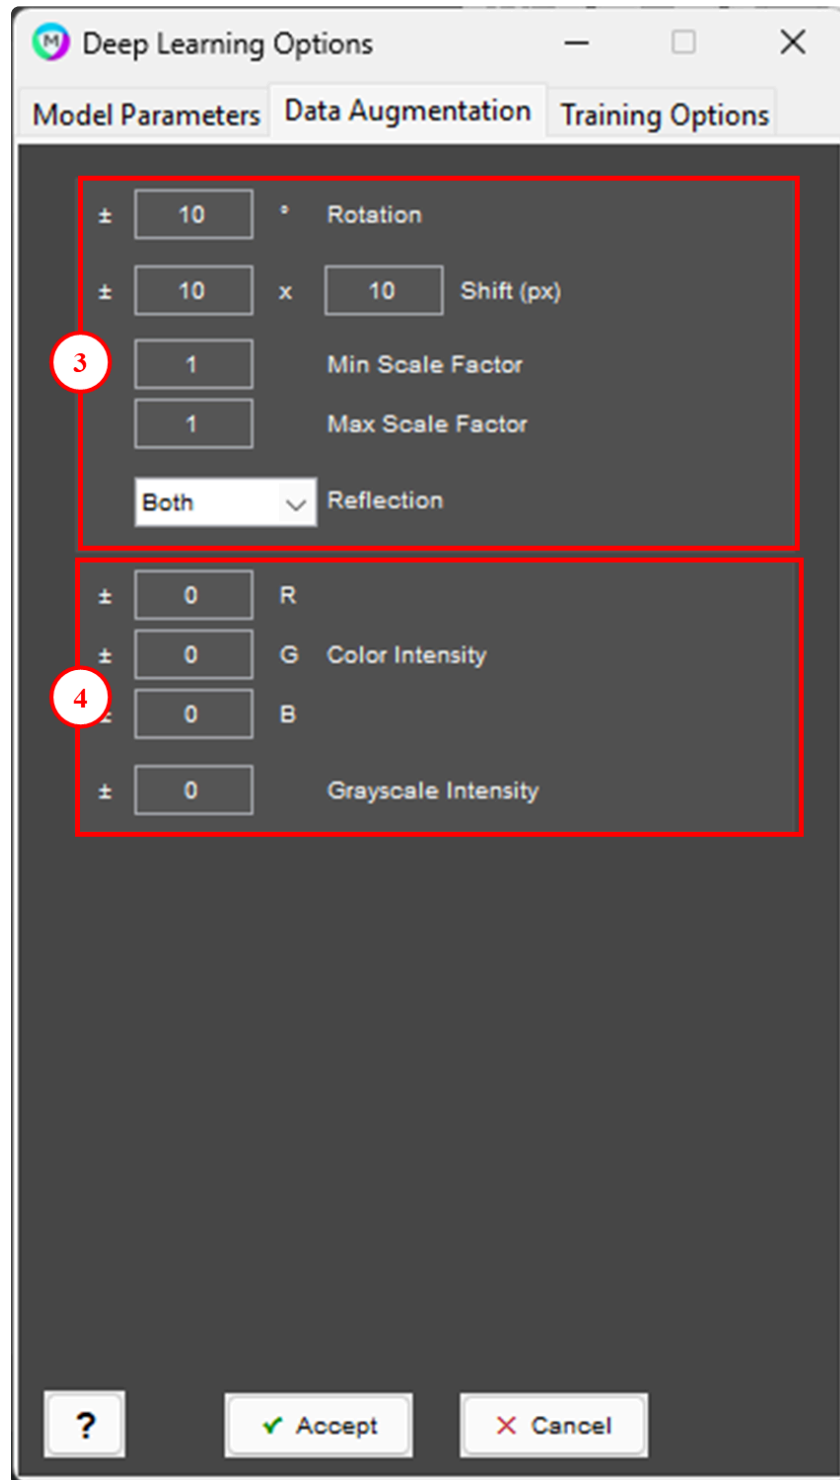 M Deep Learning Options
Model Parameters Data Augmentation Training Options
± 10 ° Rotation
± 10 x 10 Shift (px)
3
1 Min Scale Factor
1 Max Scale Factor
Both Reflection
± 0 R
± 0 G Color Intensity
4
± 0 B
± 0 Grayscale Intensity
? Accept Cancel